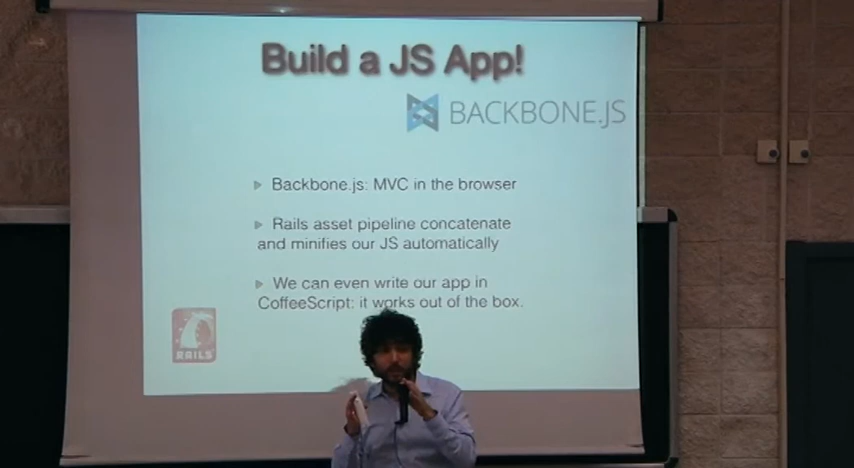 Build a JS App!
BACKBONE.JS
Backbone.js: MVC in the browser
Rails asset pipeline concatenate
and minifies our JS automatically
We can even write our app in
CoffeeScript: it works out of the box.
RAILS